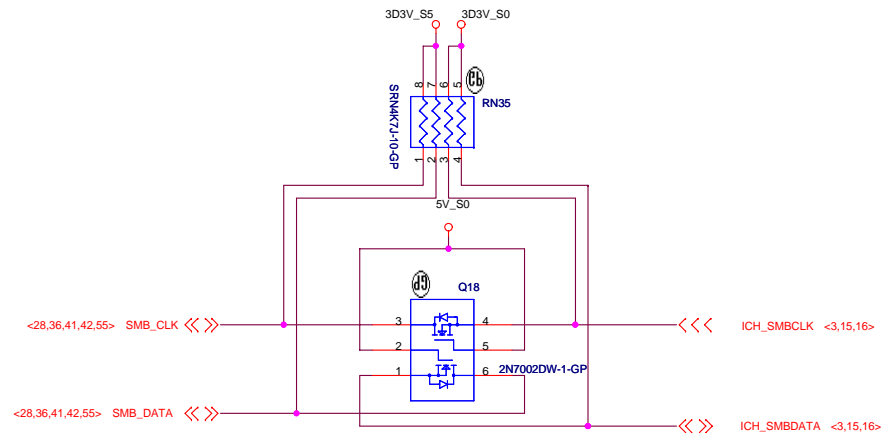 3D3V_S5 3D3V_S0
8 7 6 5
RN35
SRN4K7J-10-GP
1 2 3 4
5V_S0
Q18
<28,36,41,42,55> SMB_CLK 3 4 ICH_SMBCLK <3,15,16>
2 5
1 6 2N7002DW-1-GP
<28,36,41,42,55> SMB_DATA
ICH_SMBDATA <3,15,16>